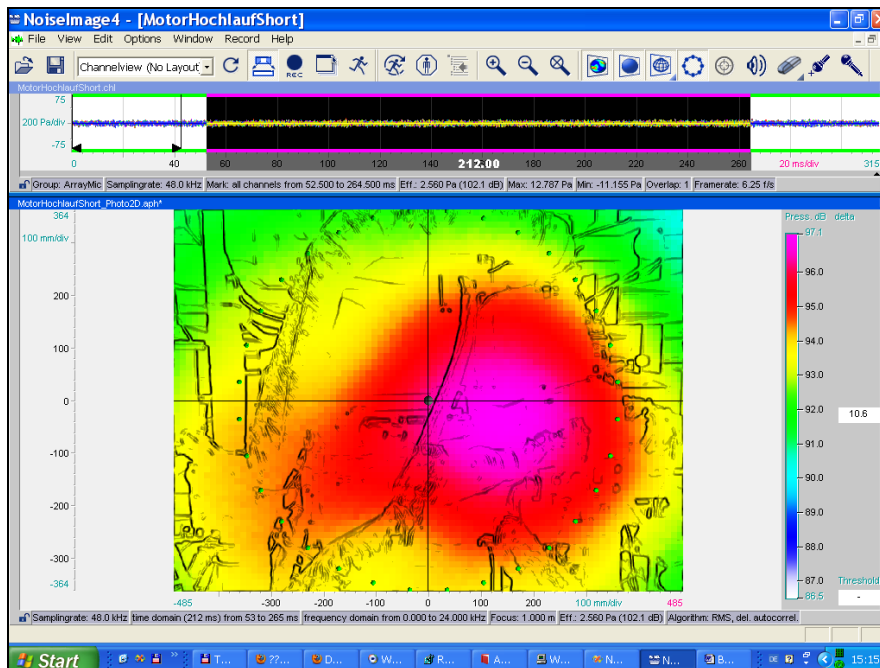 NoiseImage4 - [MotorHochlaufShort]
File View Edit Options Window Record Help
Channelview (No Layout
REC
MotorHochlaufShort.chl
75
200 Pa/div
-75
0 40 60 80 100 120 140 160 180 200 220 240 260 20 ms/div 315
212.00
Group: ArrayMic Samplingrate: 48.0 kHz Mark: all channels from 52.500 to 264.500 ms Eff.: 2.560 Pa (102.1 dB) Max: 12.787 Pa Min: -11.155 Pa Overlap: 1 Framerate: 6.25 f/s
MotorHochlaufShort_Photo2D.aph*
364
100 mm/div
200
100
0
-100
-200
-300
-364
-485 -300 -200 -100 0 100 200 100 mm/div 485
Press. dB delta
97.1
96.0
95.0
94.0
93.0
92.0
10.6
91.0
90.0
89.0
88.0
87.0 Threshold
86.5 -
Samplingrate: 48.0 kHz time domain (212 ms) from 53 to 265 ms frequency domain from 0.000 to 24.000 kHz Focus: 1.000 m Eff.: 2.560 Pa (102.1 dB) Algorithm: RMS, del. autocorrel.
Start T... ??... D... W... R... A... W... N... N... B... DE 15:15